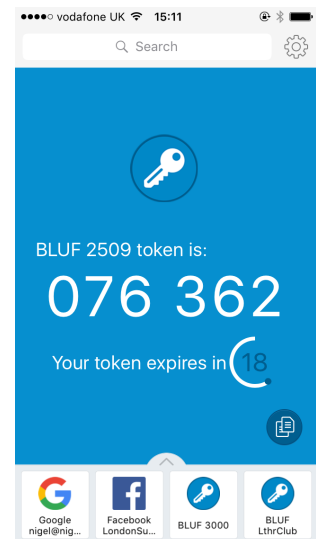 vodafone UK 15:11
Search
BLUF 2509 token is:
076 362
Your token expires in 18
Google
nigel@nig...
Facebook
LondonSu...
BLUF 3000
BLUF
LthrClub